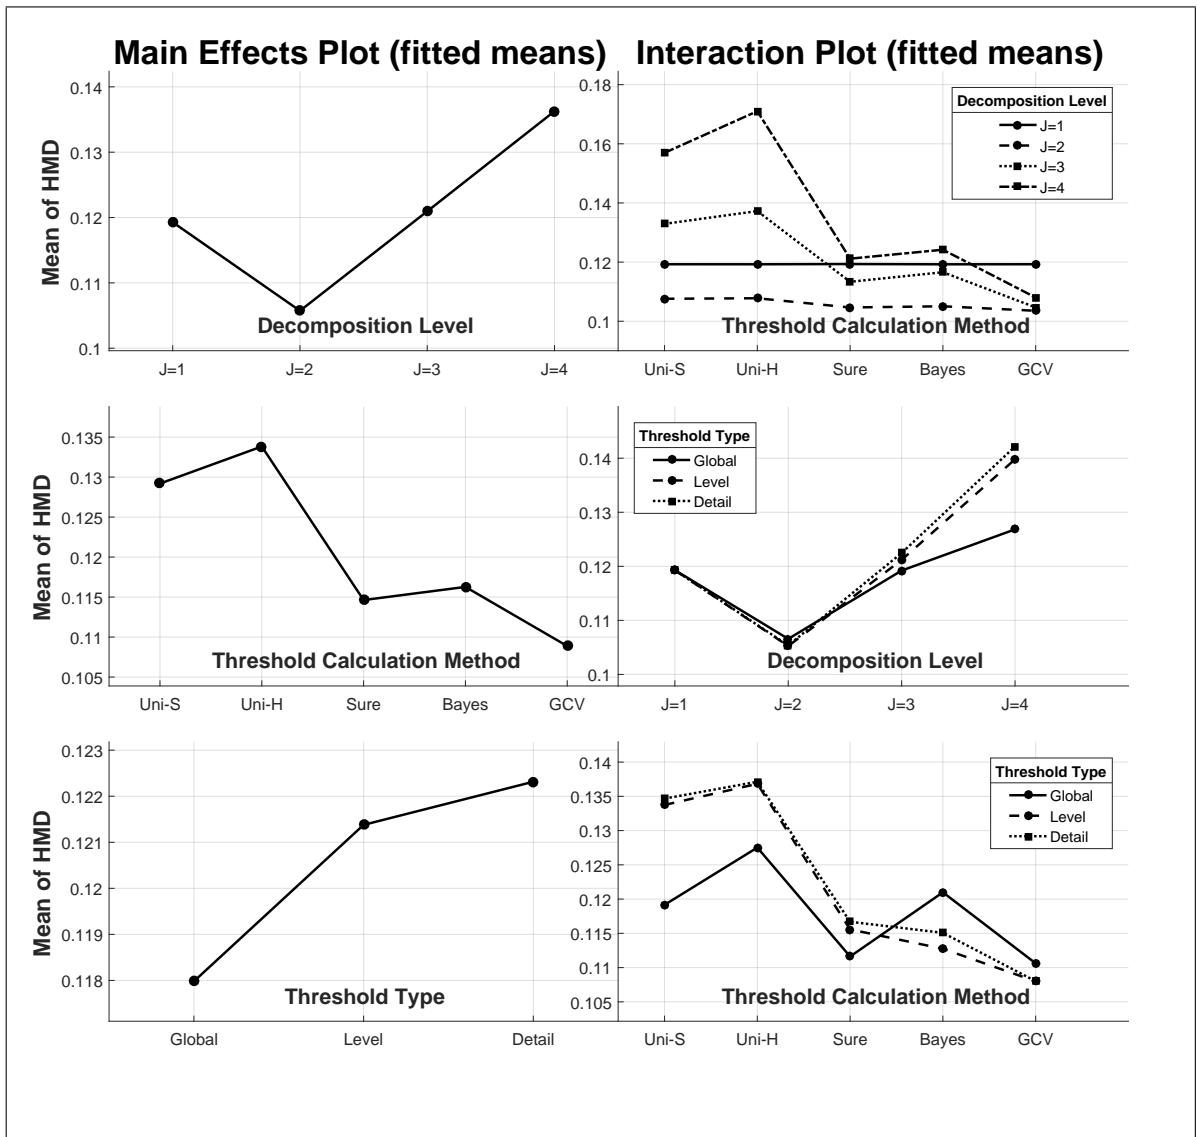 Main Effects Plot (fitted means)
Interaction Plot (fitted means)
Mean of HMD
0.14
0.13
0.12
0.11
0.1
Decomposition Level
J=1
J=2
J=3
J=4
0.18
0.16
0.14
0.12
0.1
Decomposition Level
J=1
J=2
J=3
J=4
Threshold Calculation Method
Uni-S
Uni-H
Sure
Bayes
GCV
Mean of HMD
0.135
0.13
0.125
0.12
0.115
0.11
0.105
Threshold Calculation Method
Uni-S
Uni-H
Sure
Bayes
GCV
0.14
0.13
0.12
0.11
0.1
Threshold Type
Global
Level
Detail
Decomposition Level
J=1
J=2
J=3
J=4
Mean of HMD
0.123
0.122
0.121
0.12
0.119
0.118
Threshold Type
Global
Level
Detail
0.14
0.135
0.13
0.125
0.12
0.115
0.11
0.105
Threshold Type
Global
Level
Detail
Threshold Calculation Method
Uni-S
Uni-H
Sure
Bayes
GCV